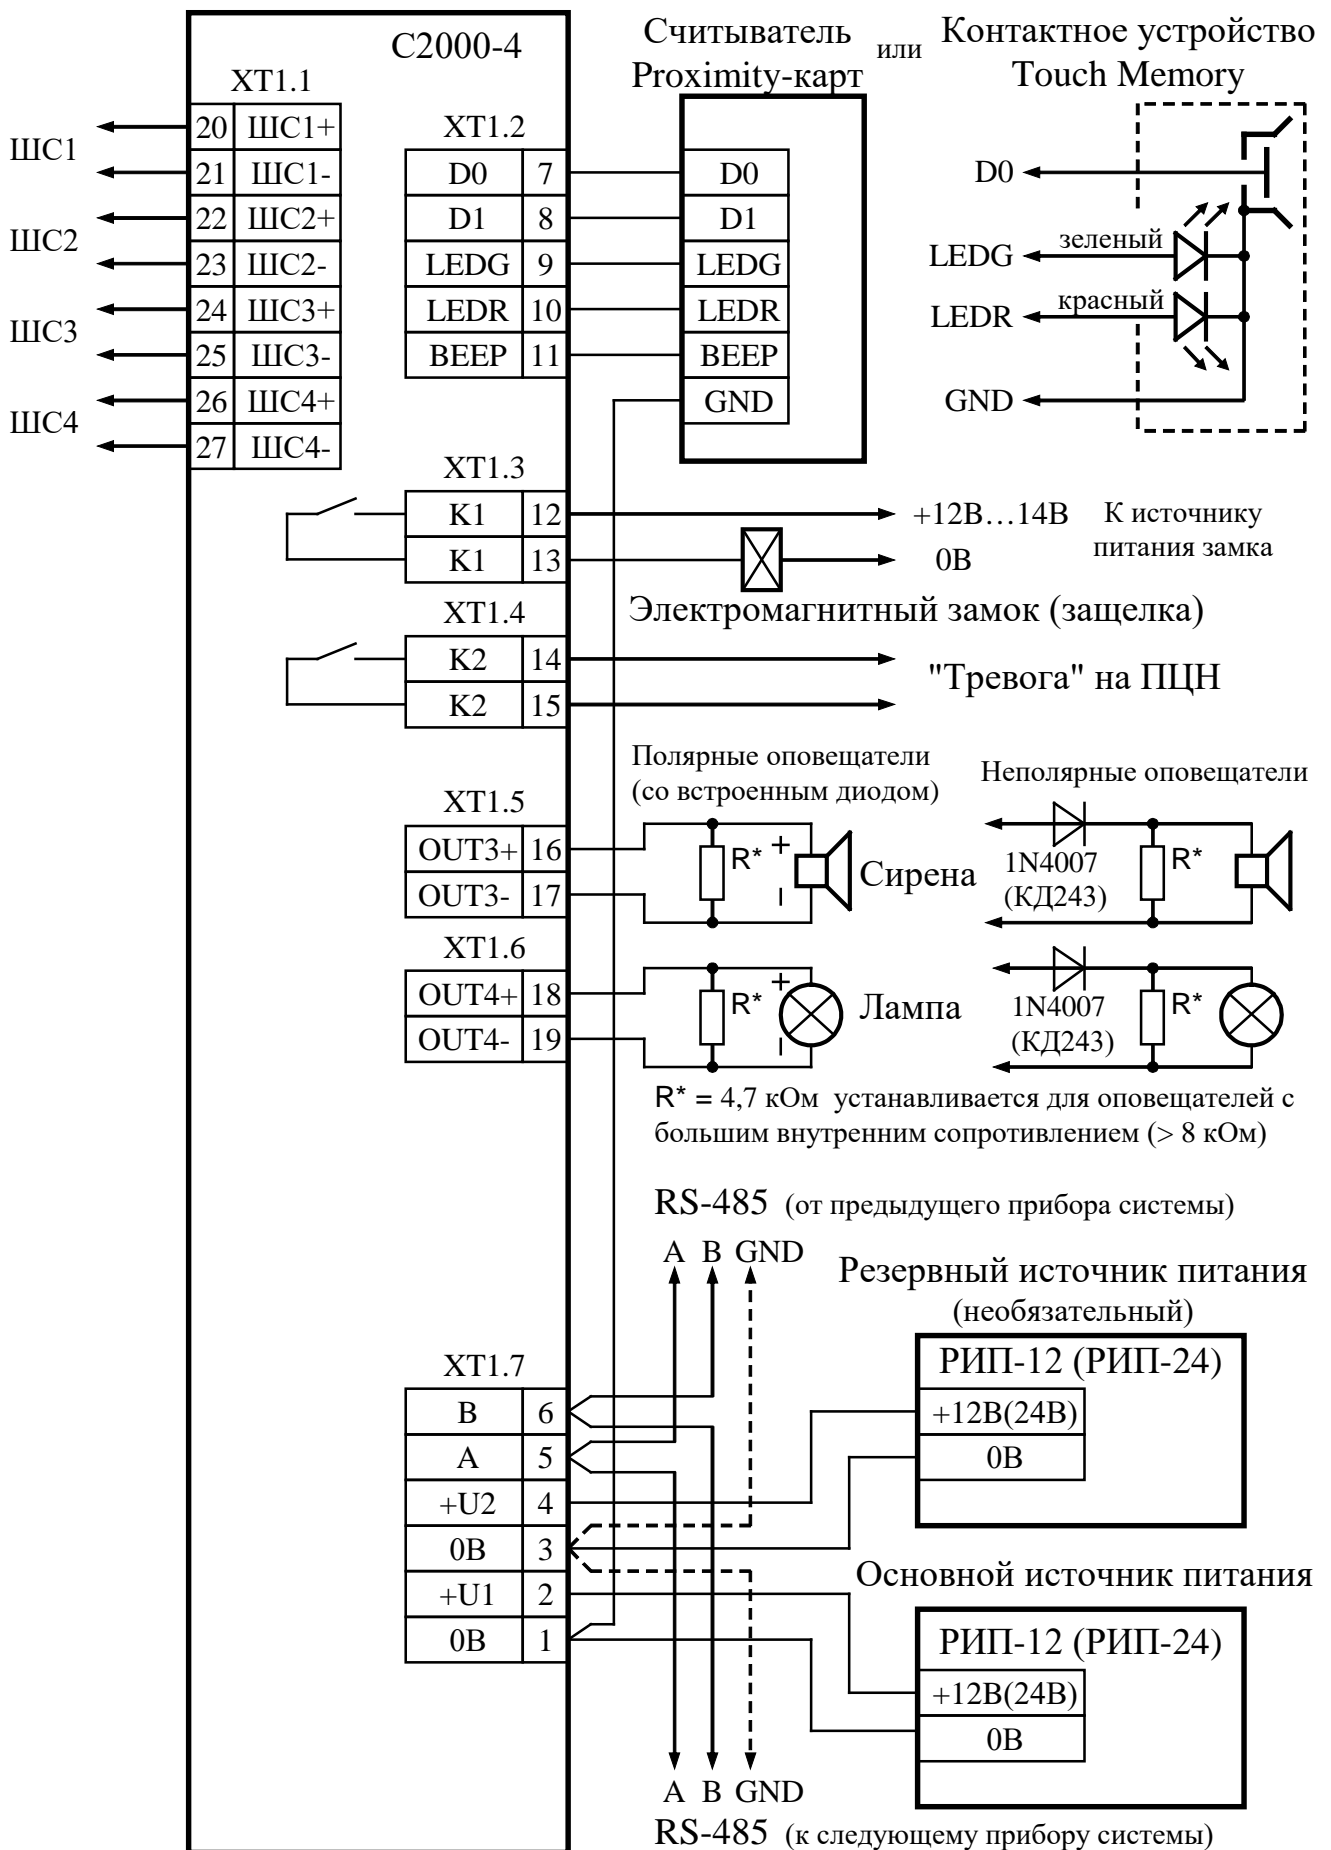 С2000-4
XT1.1
20 ШС1+
21 ШС1-
22 ШС2+
23 ШС2-
24 ШС3+
25 ШС3-
26 ШС4+
27 ШС4-
ШС1
ШС2
ШС3
ШС4
XT1.2
D0 7
D1 8
LEDG 9
LEDR 10
BEEP 11
Считыватель
Proximity-карт
D0
D1
LEDG
LEDR
BEEP
GND
или
Контактное устройство
Touch Memory
D0
LEDG
зеленый
LEDR
красный
GND
XT1.3
K1 12
K1 13
+12В...14В
0В
К источнику
питания замка
Электромагнитный замок (защелка)
XT1.4
K2 14
K2 15
"Тревога" на ПЦН
Полярные оповещатели
(со встроенным диодом)
Неполярные оповещатели
XT1.5
OUT3+ 16
OUT3- 17
R*
+
–
Сирена
1N4007
(КД243)
R*
XT1.6
OUT4+ 18
OUT4- 19
R*
+
–
Лампа
1N4007
(КД243)
R*
R* = 4,7 кОм устанавливается для оповещателей с
большим внутренним сопротивлением (> 8 кОм)
RS-485 (от предыдущего прибора системы)
A B GND
Резервный источник питания
(необязательный)
РИП-12 (РИП-24)
+12В(24В)
0В
XT1.7
B 6
A 5
+U2 4
0В 3
+U1 2
0В 1
Основной источник питания
РИП-12 (РИП-24)
+12В(24В)
0В
A B GND
RS-485 (к следующему прибору системы)